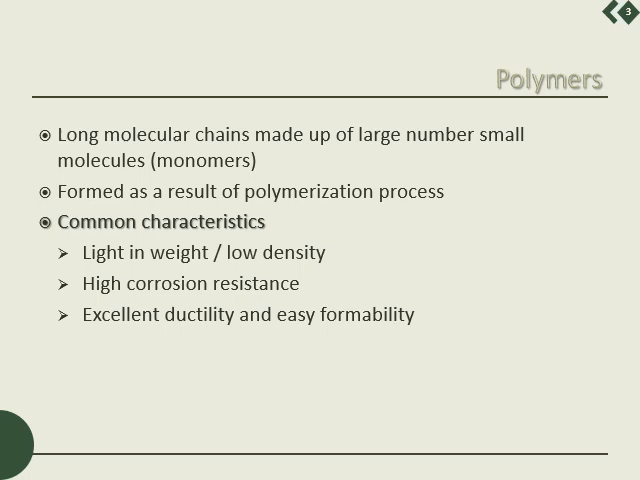 3
Polymers
Long molecular chains made up of large number small
molecules (monomers)
Formed as a result of polymerization process
Common characteristics
Light in weight / low density
High corrosion resistance
Excellent ductility and easy formability